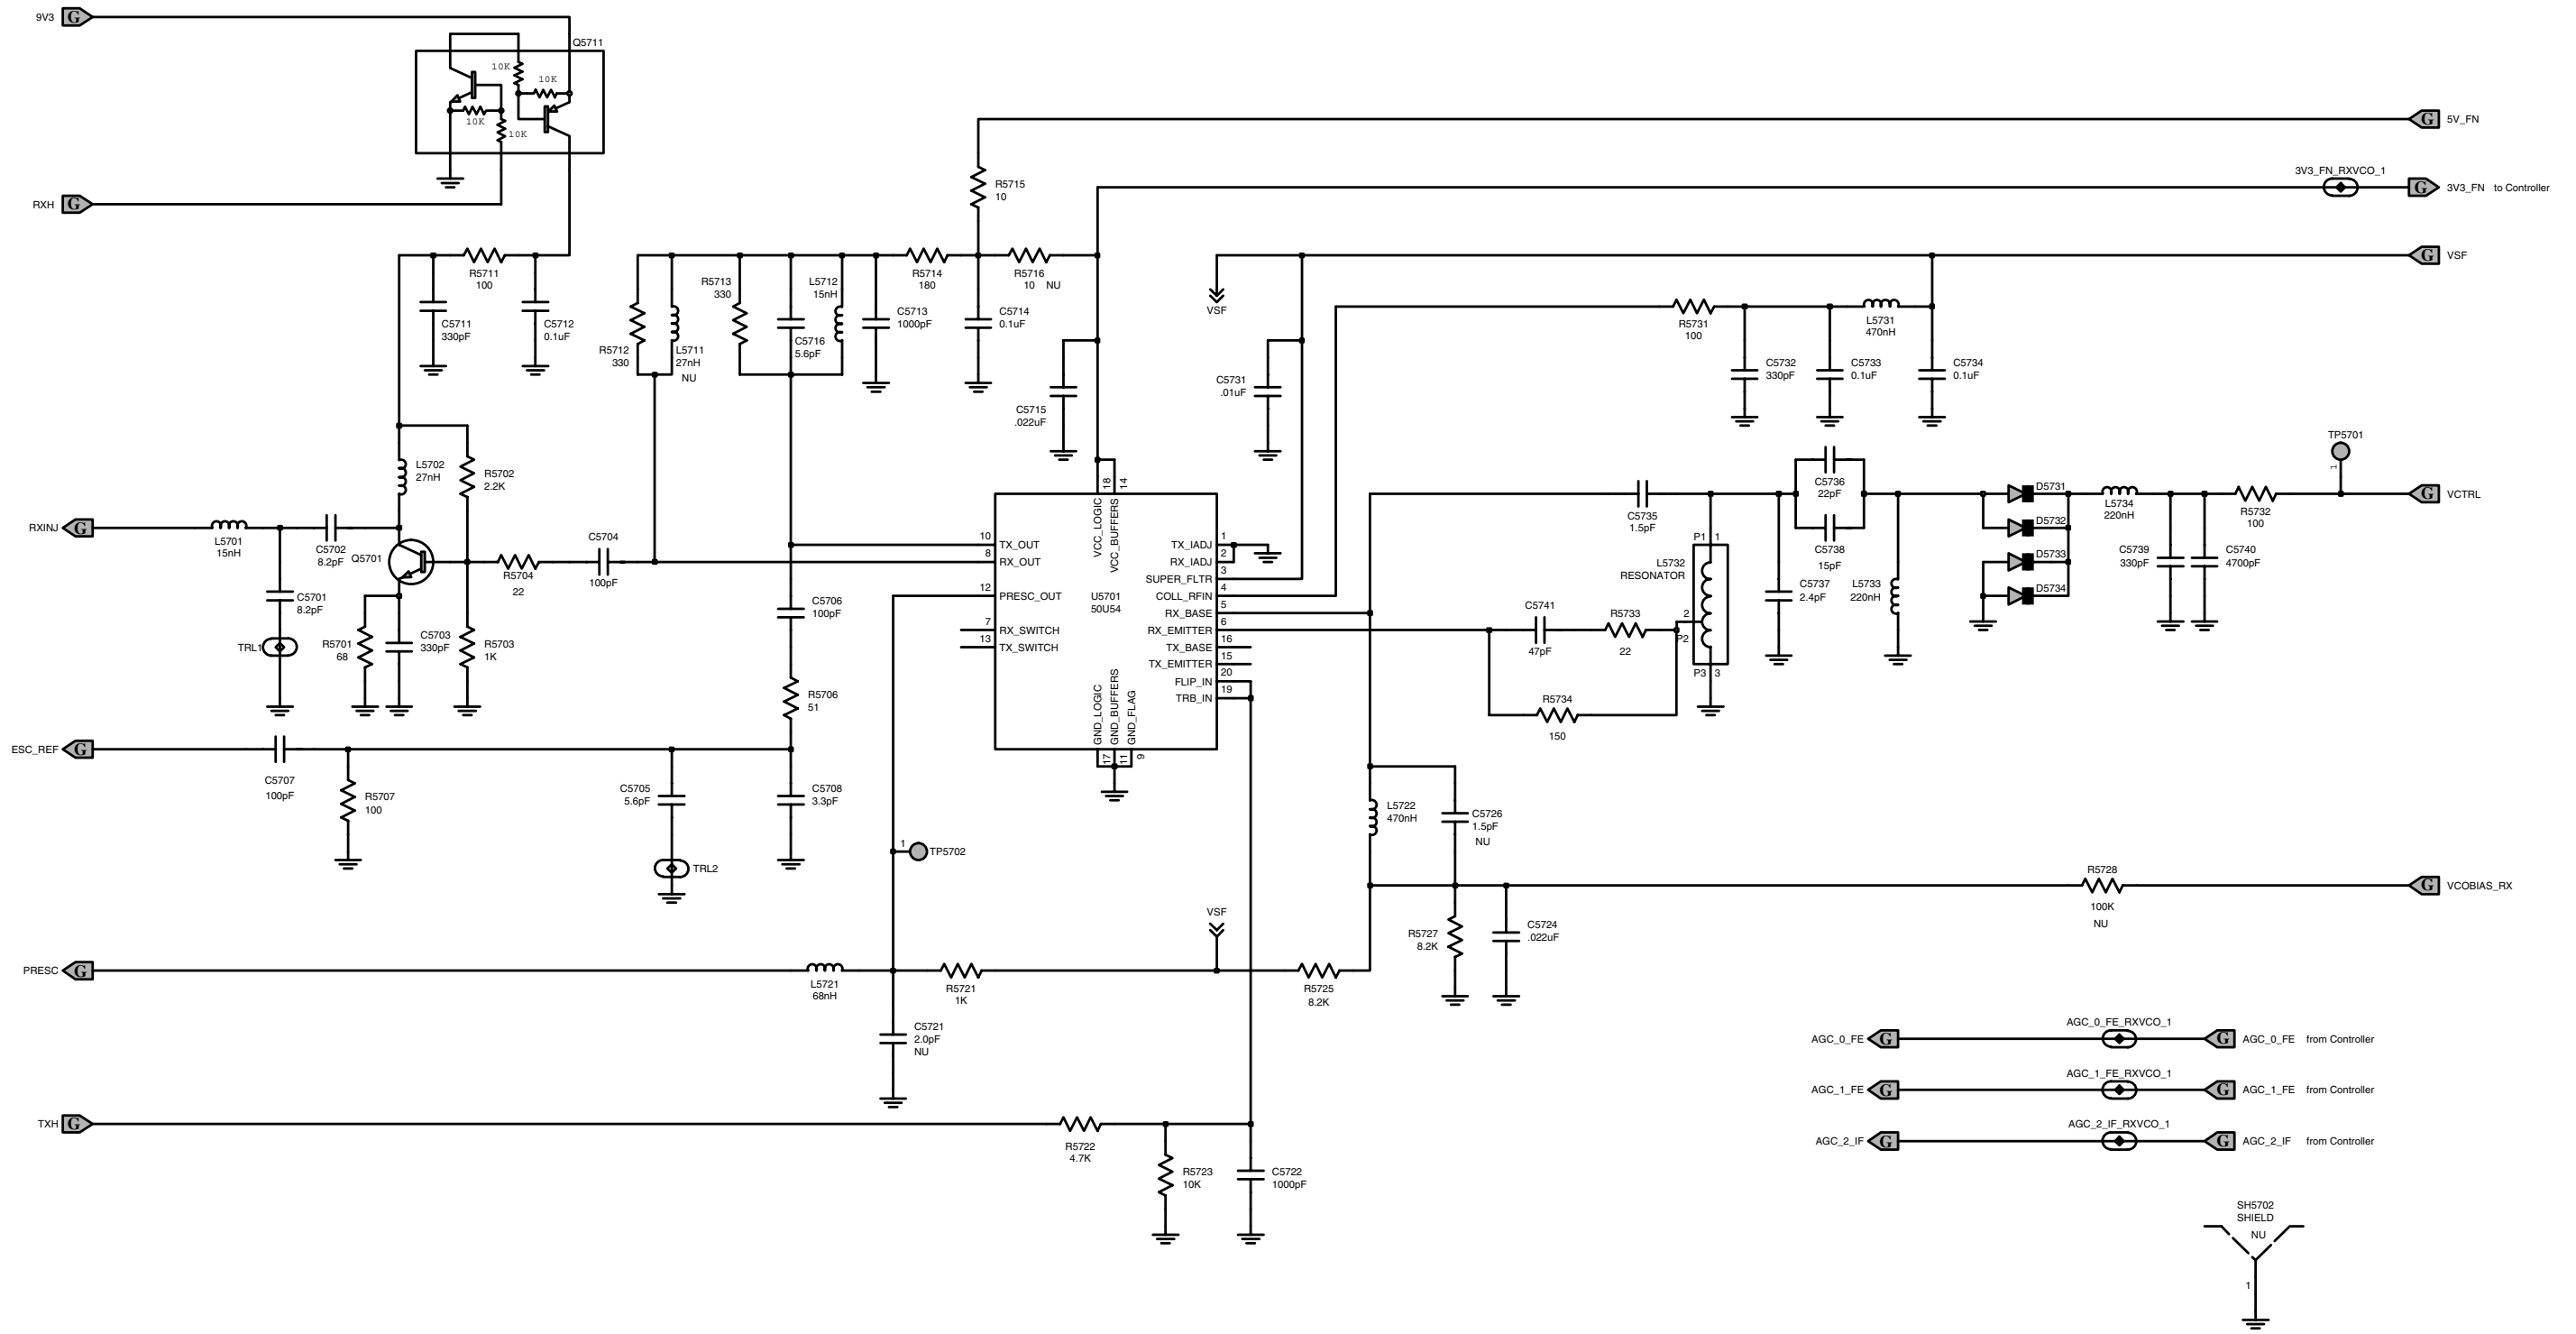 9V3
G
Q5711
10K
10K
10K
10K
G
5V_FN
3V3_FN_RXVCO_1
G
3V3_FN to Controller
RXH
G
R5715
10
R5711
100
C5711
330pF
C5712
0.1uF
R5712
330
L5711
27nH
NU
R5713
330
C5716
5.6pF
L5712
15nH
C5713
1000pF
R5714
180
C5714
0.1uF
R5716
10 NU
C5715
.022uF
VSF
C5731
.01uF
G
VSF
R5731
100
L5731
470nH
C5732
330pF
C5733
0.1uF
C5734
0.1uF
TP5701
1
L5702
27nH
R5702
2.2K
RXINJ
G
L5701
15nH
C5702
8.2pF
Q5701
R5704
22
C5704
100pF
C5701
8.2pF
TRL1
R5701
68
C5703
330pF
R5703
1K
C5706
100pF
R5706
51
18
14
VCC_LOGIC
VCC_BUFFERS
10
TX_OUT
8
RX_OUT
12
PRESC_OUT
7
RX_SWITCH
13
TX_SWITCH
U5701
50U54
TX_IADJ
1
RX_IADJ
2
SUPER_FLTR
3
COLL_RFIN
4
RX_BASE
5
RX_EMITTER
6
TX_BASE
16
TX_EMITTER
15
FLIP_IN
20
TRB_IN
19
GND_LOGIC
GND_BUFFERS
GND_FLAG
17
11
9
C5735
1.5pF
P1
1
L5732
RESONATOR
2
P2
P3
3
C5736
22pF
C5738
15pF
C5737
2.4pF
L5733
220nH
D5731
D5732
D5733
D5734
L5734
220nH
C5739
330pF
C5740
4700pF
R5732
100
G
VCTRL
C5741
47pF
R5733
22
R5734
150
ESC_REF
G
C5707
100pF
R5707
100
C5705
5.6pF
TRL2
C5708
3.3pF
1
TP5702
L5722
470nH
C5726
1.5pF
NU
R5728
100K
NU
G
VCOBIAS_RX
VSF
R5727
8.2K
C5724
.022uF
PRESC
G
L5721
68nH
R5721
1K
R5725
8.2K
C5721
2.0pF
NU
AGC_0_FE
G
AGC_0_FE_RXVCO_1
G
AGC_0_FE from Controller
AGC_1_FE
G
AGC_1_FE_RXVCO_1
G
AGC_1_FE from Controller
AGC_2_IF
G
AGC_2_IF_RXVCO_1
G
AGC_2_IF from Controller
TXH
G
R5722
4.7K
R5723
10K
C5722
1000pF
SH5702
SHIELD
NU
1